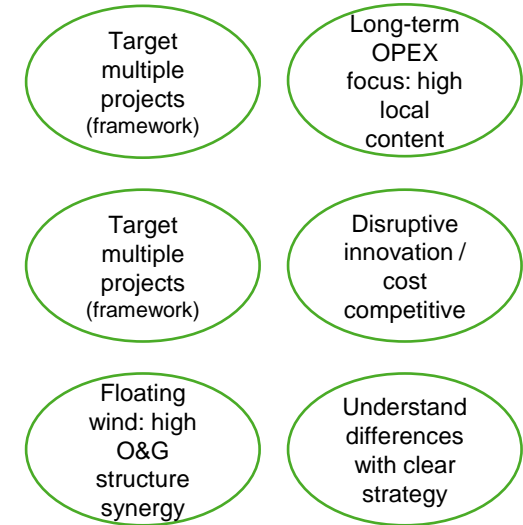 Target
multiple
projects
(framework)
Long-term
OPEX
focus: high
local
content
Target
multiple
projects
(framework)
Disruptive
innovation /
cost
competitive
Floating
wind: high
O&G
structure
synergy
Understand
differences
with clear
strategy